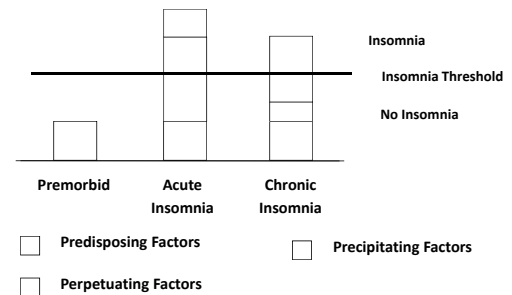 Insomnia
Insomnia Threshold
No Insomnia
Premorbid
Acute
Insomnia
Chronic
Insomnia
Predisposing Factors
Precipitating Factors
Perpetuating Factors